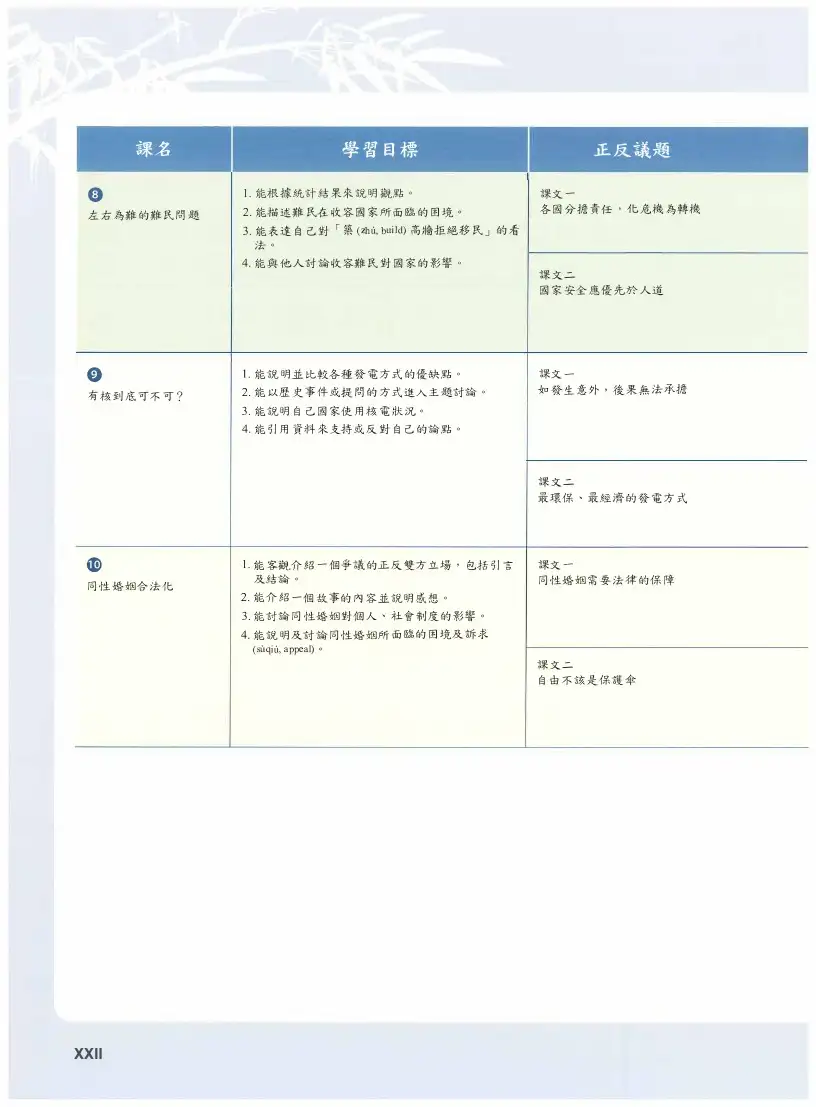 課名 學習目標 正反議題
8
左右為難的難民問題
1. 能根據統計結果來說明觀點。
2. 能描述難民在收容國家所面臨的困境。
3. 能表達自己對「築 (zhú, build) 高牆拒絕移民」的看
法。
4. 能與他人討論收容難民對國家的影響。
課文一
各國分擔責任，化危機為轉機
課文二
國家安全應優先於人道
9
有核到底可不可？
1. 能說明並比較各種發電方式的優缺點。
2. 能以歷史事件或提問的方式進入主題討論。
3. 能說明自己國家使用核電狀況。
4. 能引用資料來支持或反對自己的論點。
課文一
如發生意外，後果無法承擔
課文二
最環保、最經濟的發電方式
10
同性婚姻合法化
1. 能客觀介紹一個爭議的正反雙方立場，包括引言
及結論。
2. 能介紹一個故事的內容並說明感想。
3. 能討論同性婚姻對個人、社會制度的影響。
4. 能說明及討論同性婚姻所面臨的困境及訴求
(sùqiú, appeal)。
課文一
同性婚姻需要法律的保障
課文二
自由不該是保護傘
XXII